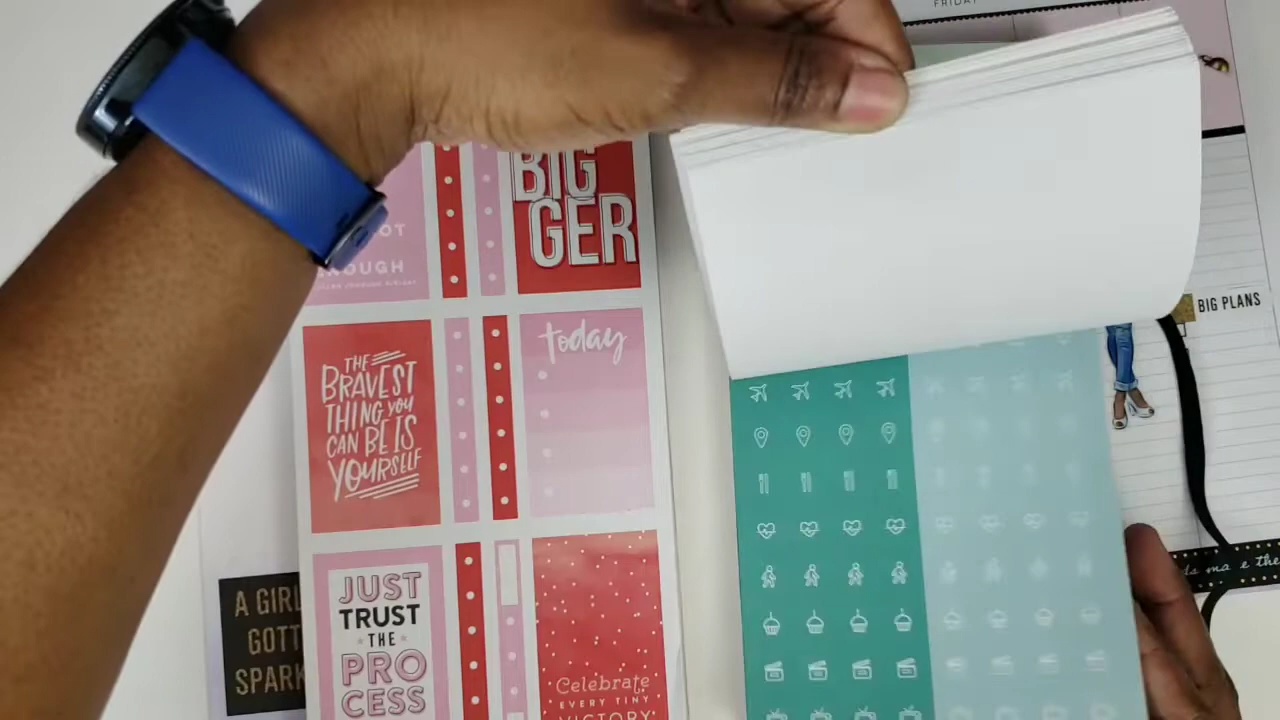 FRIDAY
BIG
GER
THE
BRAVEST
THING you
CAN BE IS
YOURSELF
today
JUST
TRUST
THE
PRO
CESS
Celebrate
EVERY TINY
VICTORY
A GIRL
GOTT
SPARK
BIG PLANS